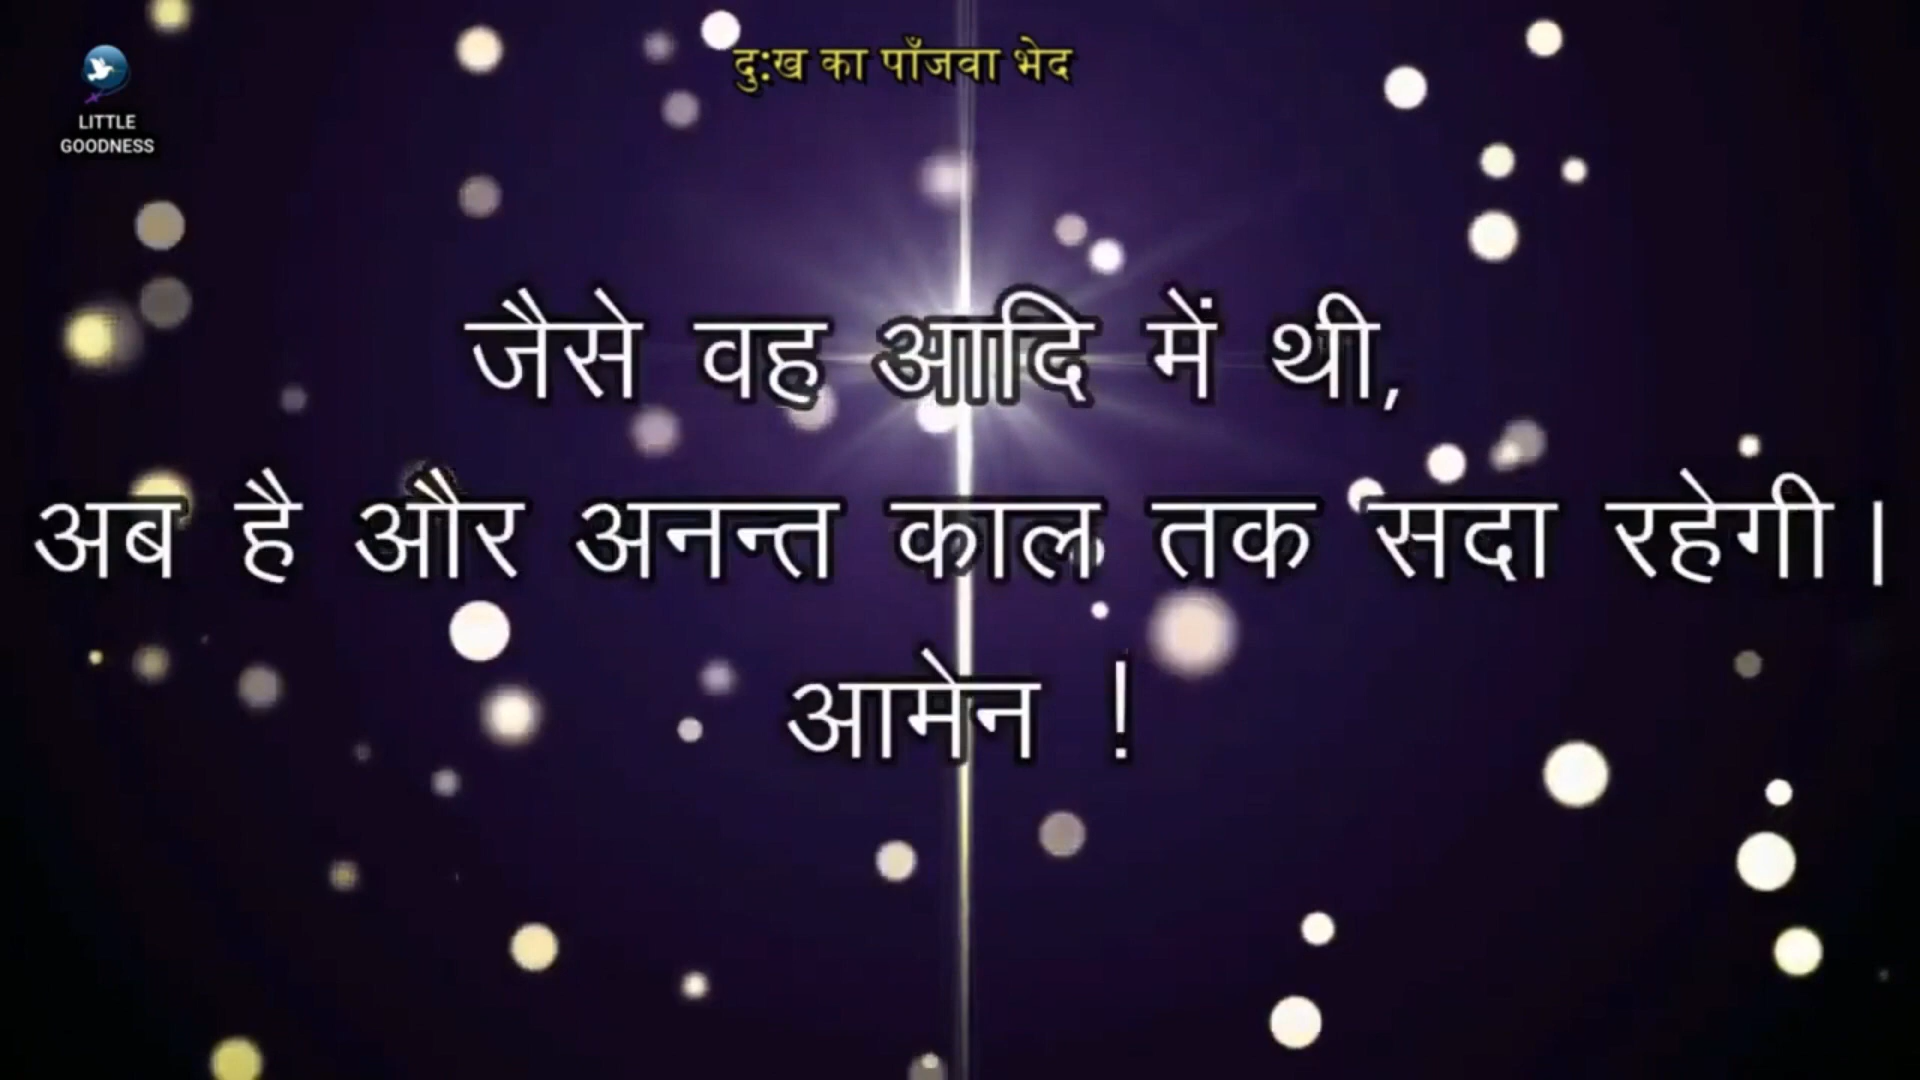 दु:ख का पाँजवा भेद
LITTLE
GOODNESS
जैसे वह आदि में थी,
अब है और अनन्त काल तक सदा रहेगी।
आमेन !